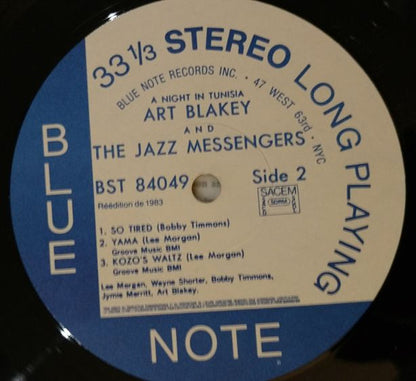 33 1/3 STEREO LONG PLAYING
BLUE NOTE RECORDS INC. · 47 WEST 63rd · NYC
A NIGHT IN TUNISIA
ART BLAKEY
AND
THE JAZZ MESSENGERS
BST 84049
Side 2
Réédition de 1983
SACEM
1. SO TIRED (Bobby Timmons)
2. YAMA (Lee Morgan)
Groove Music BMI
3. KOZO'S WALTZ (Lee Morgan)
Groove Music BMI
Lee Morgan, Wayne Shorter, Bobby Timmons,
Jymie Merritt, Art Blakey.
BLUE
NOTE